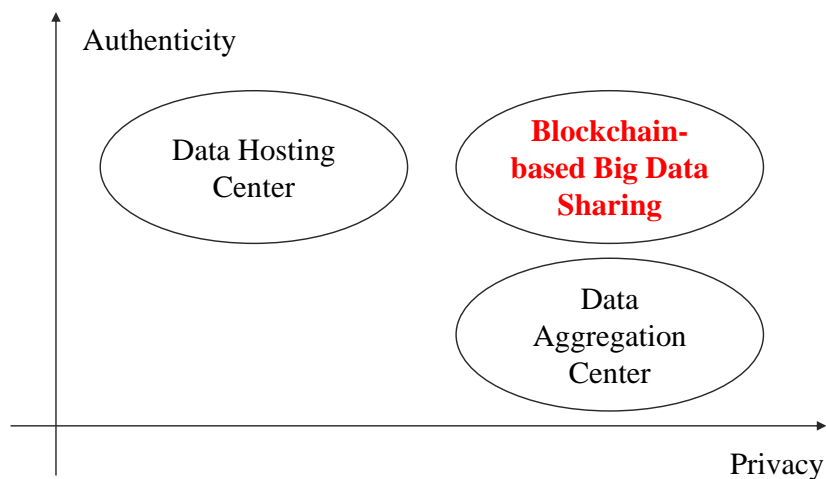 Authenticity
Data Hosting
Center
Blockchain-
based Big Data
Sharing
Data
Aggregation
Center
Privacy